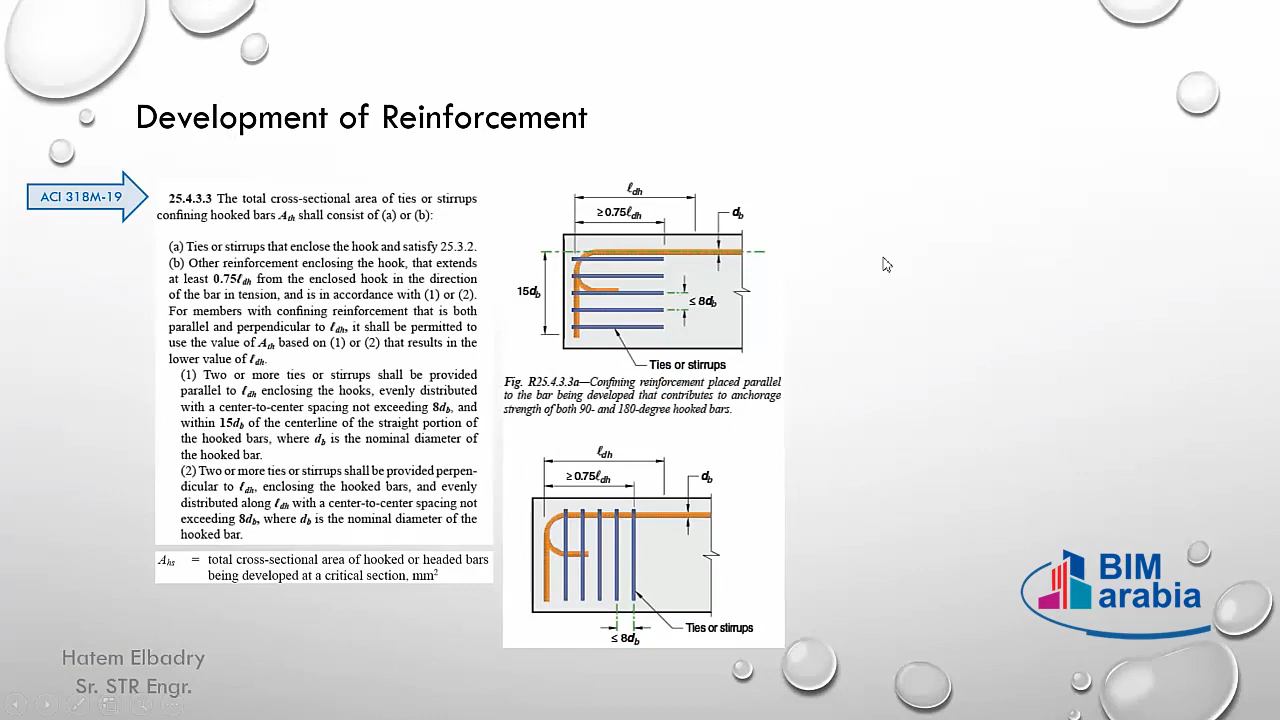 Development of Reinforcement
ACI 318M-19
25.4.3.3 The total cross-sectional area of ties or stirrups
confining hooked bars Ath shall consist of (a) or (b):
(a) Ties or stirrups that enclose the hook and satisfy 25.3.2.
(b) Other reinforcement enclosing the hook, that extends
at least 0.75ℓdh from the enclosed hook in the direction
of the bar in tension, and is in accordance with (1) or (2).
For members with confining reinforcement that is both
parallel and perpendicular to ℓdh, it shall be permitted to
use the value of Ath based on (1) or (2) that results in the
lower value of ℓdh.
(1) Two or more ties or stirrups shall be provided
parallel to ℓdh enclosing the hooks, evenly distributed
with a center-to-center spacing not exceeding 8db, and
within 15db of the centerline of the straight portion of
the hooked bars, where db is the nominal diameter of
the hooked bar.
(2) Two or more ties or stirrups shall be provided perpen-
dicular to ℓdh, enclosing the hooked bars, and evenly
distributed along ℓdh with a center-to-center spacing not
exceeding 8db, where db is the nominal diameter of the
hooked bar.
Ahs = total cross-sectional area of hooked or headed bars
being developed at a critical section, mm²
ℓdh
≥ 0.75ℓdh
db
15db
≤ 8db
Ties or stirrups
Fig. R25.4.3.3a—Confining reinforcement placed parallel
to the bar being developed that contributes to anchorage
strength of both 90- and 180-degree hooked bars.
ℓdh
≥ 0.75ℓdh
db
Ties or stirrups
≤ 8db
BIM
arabia
Hatem Elbadry
Sr. STR Engr.